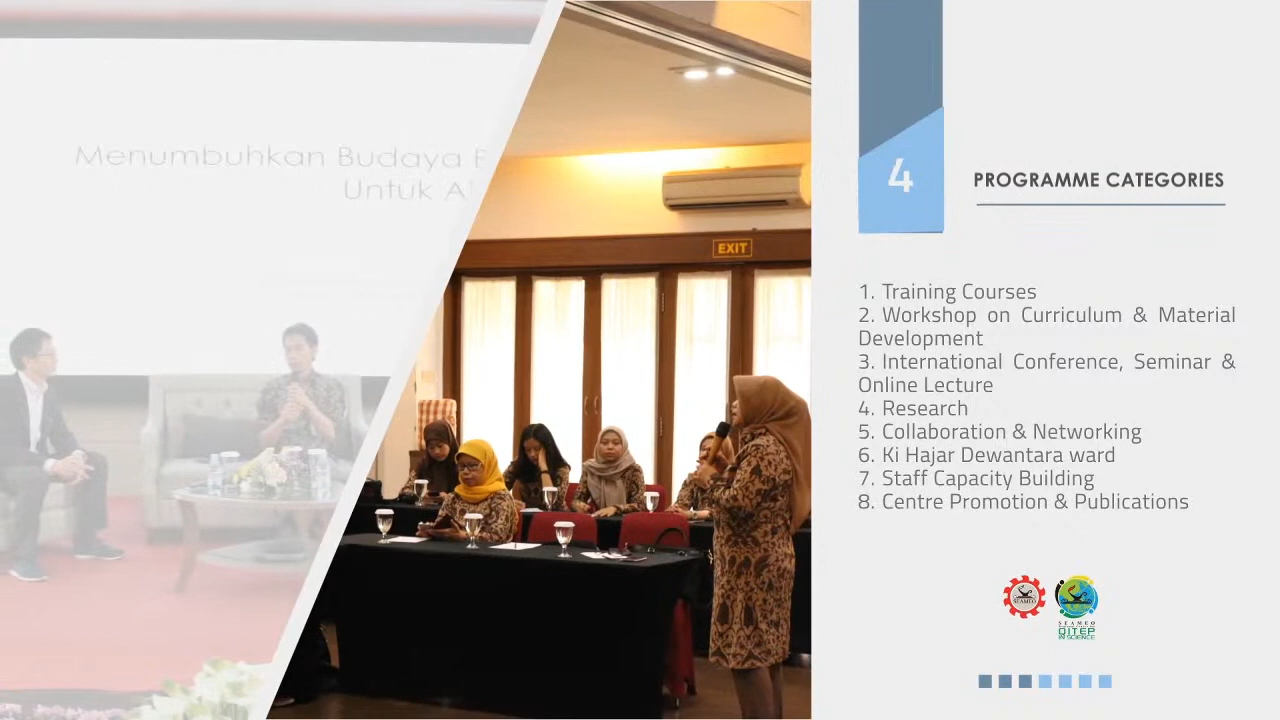 Menumbuhkan Budaya
Untuk
EXIT
4
PROGRAMME CATEGORIES
1. Training Courses
2. Workshop on Curriculum & Material
Development
3. International Conference, Seminar &
Online Lecture
4. Research
5. Collaboration & Networking
6. Ki Hajar Dewantara ward
7. Staff Capacity Building
8. Centre Promotion & Publications
SEAMEO
SEAMEO
QITEP
IN SCIENCE